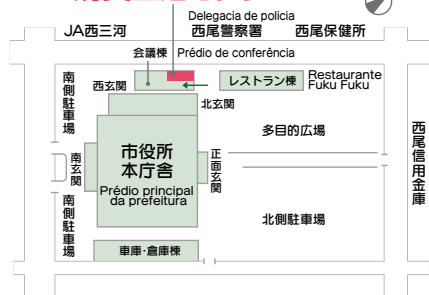 Delegacia de policia
JA西三河
西尾警察署
西尾保健所
会議棟 Prédio de conferência
西玄関
レストラン棟
Restaurante
Fuku Fuku
北玄関
南側駐車場
多目的広場
市役所
本庁舎
Prédio principal
da prefeitura
正面玄関
南玄関
西尾信用金庫
南側駐車場
北側駐車場
車庫・倉庫棟